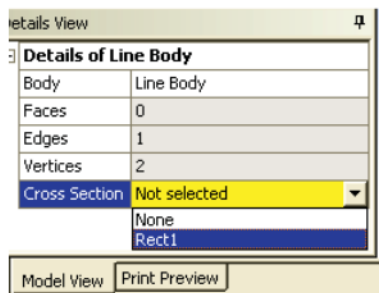 etails View
Details of Line Body
Body Line Body
Faces 0
Edges 1
Vertices 2
Cross Section Not selected
None
Rect1
Model View Print Preview